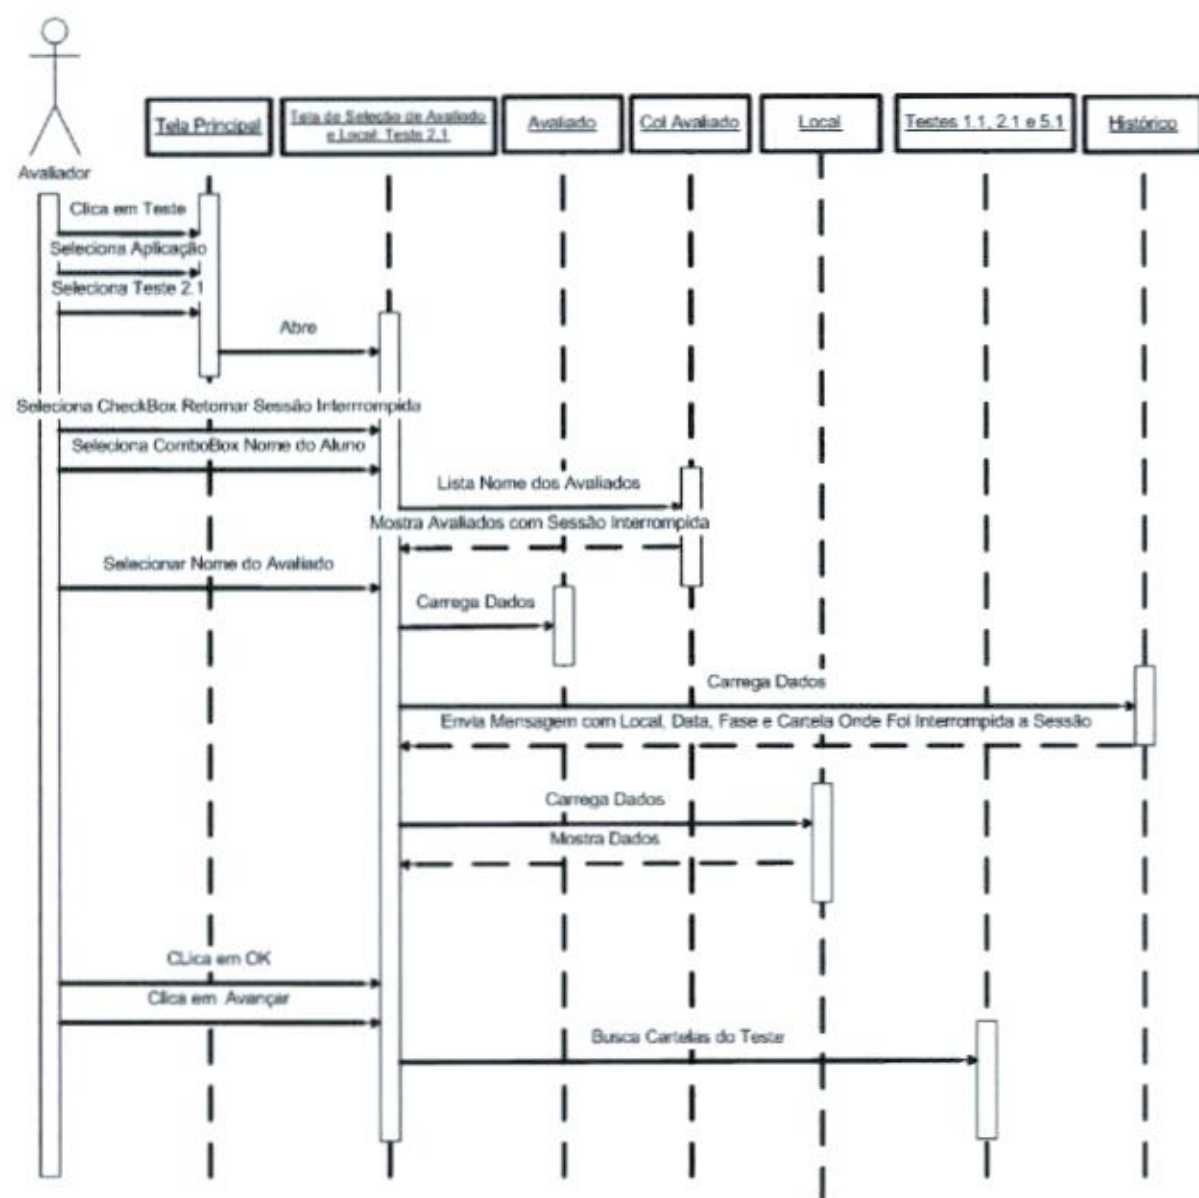 Avaliador
Tela Principal
Tela de Seleção de Avaliado
e Local: Teste 2.1
Avaliado
Col Avaliado
Local
Testes 1.1, 2.1 e 5.1
Histórico
Clica em Teste
Seleciona Aplicação
Seleciona Teste 2.1
Abre
Seleciona CheckBox Retornar Sessão Interrrompida
Seleciona ComboBox Nome do Aluno
Lista Nome dos Avaliados
Mostra Avaliados com Sessão Interrompida
Selecionar Nome do Avaliado
Carrega Dados
Carrega Dados
Envia Mensagem com Local, Data, Fase e Cartela Onde Foi Interrompida a Sessão
Carrega Dados
Mostra Dados
CLica em OK
Clica em Avançar
Busca Cartelas do Teste